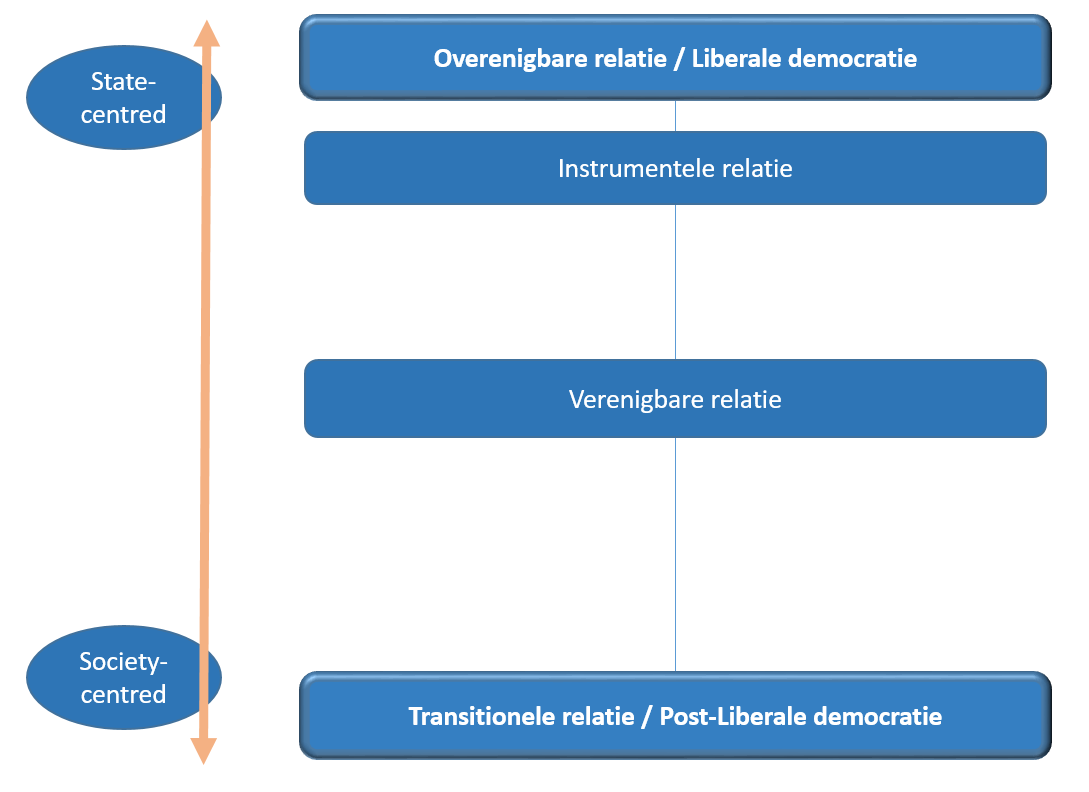 Overenigbare relatie / Liberale democratie
State-
centred
Instrumentele relatie
Verenigbare relatie
Society-
centred
Transitionele relatie / Post-Liberale democratie